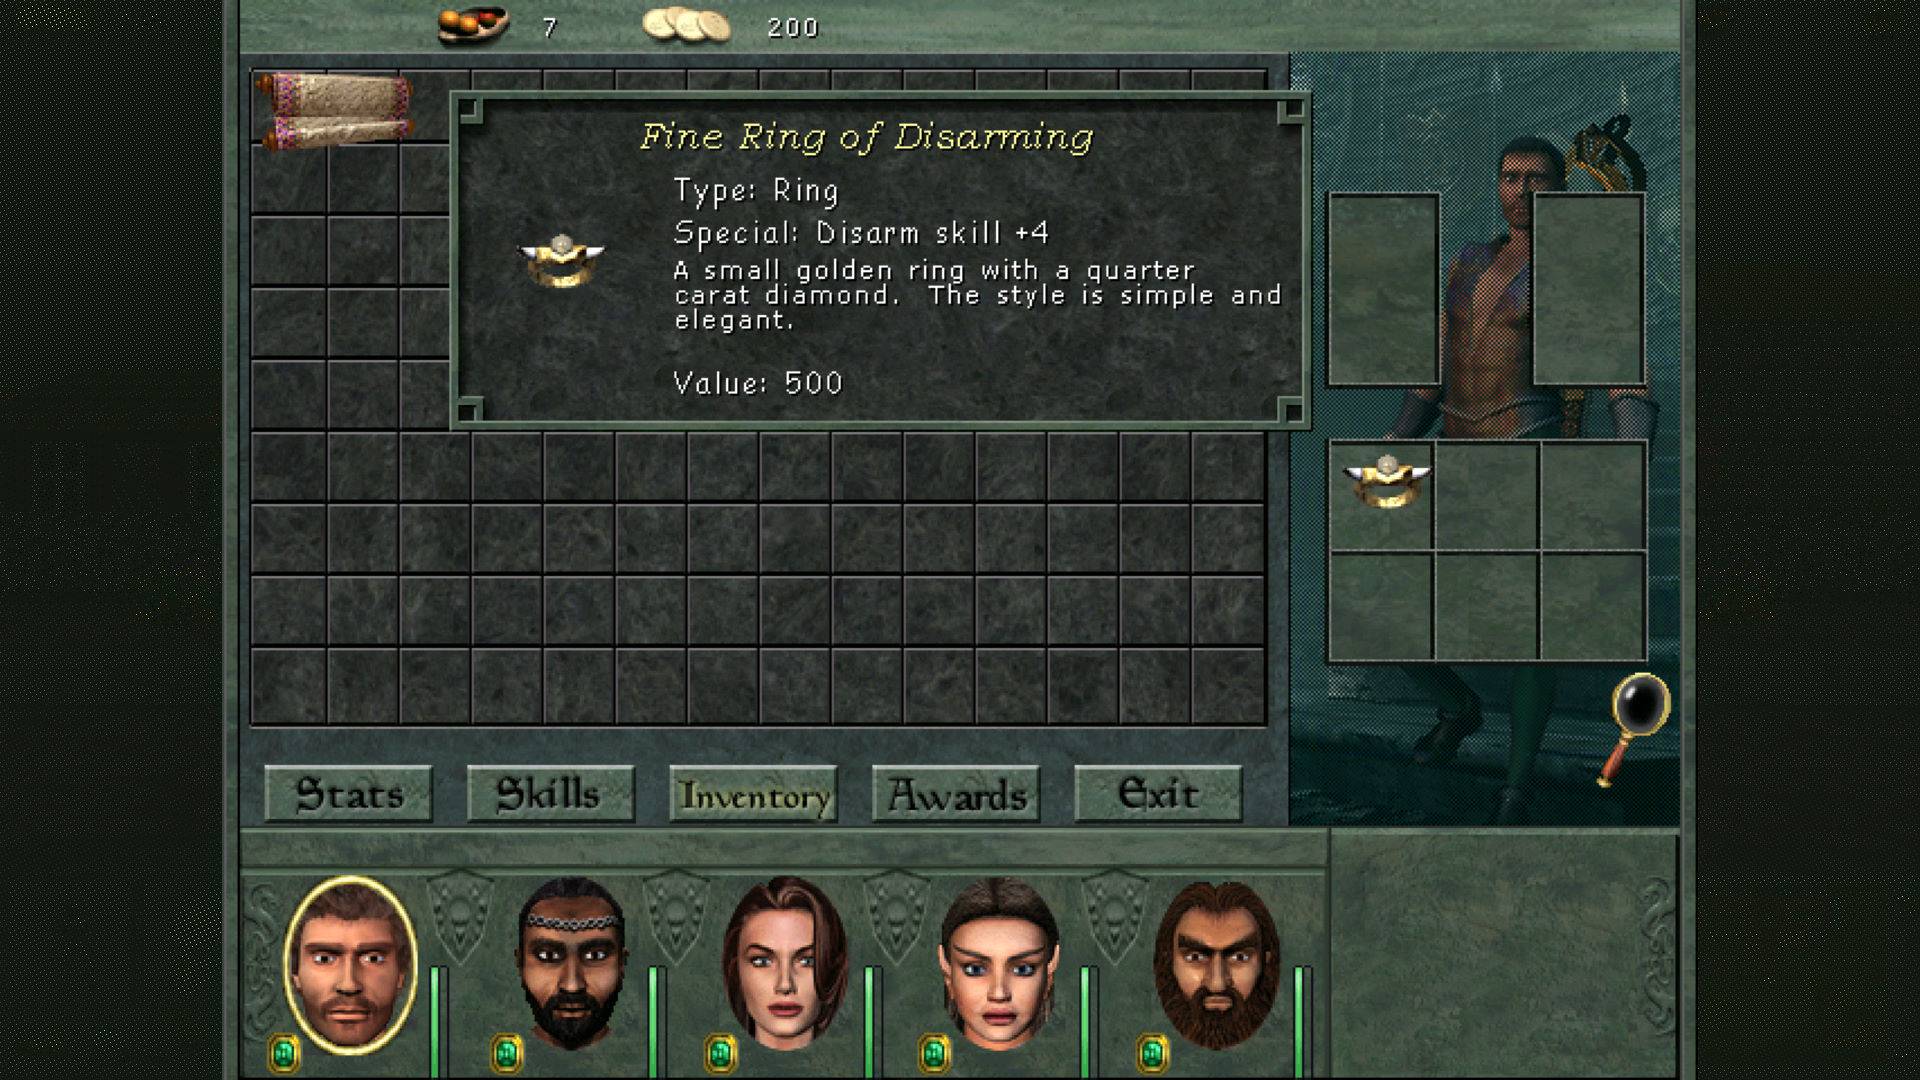 7 200
Fine Ring of Disarming
Type: Ring
Special: Disarm skill +4
A small golden ring with a quarter
carat diamond. The style is simple and
elegant.
Value: 500
Stats Skills Inventory Awards Exit